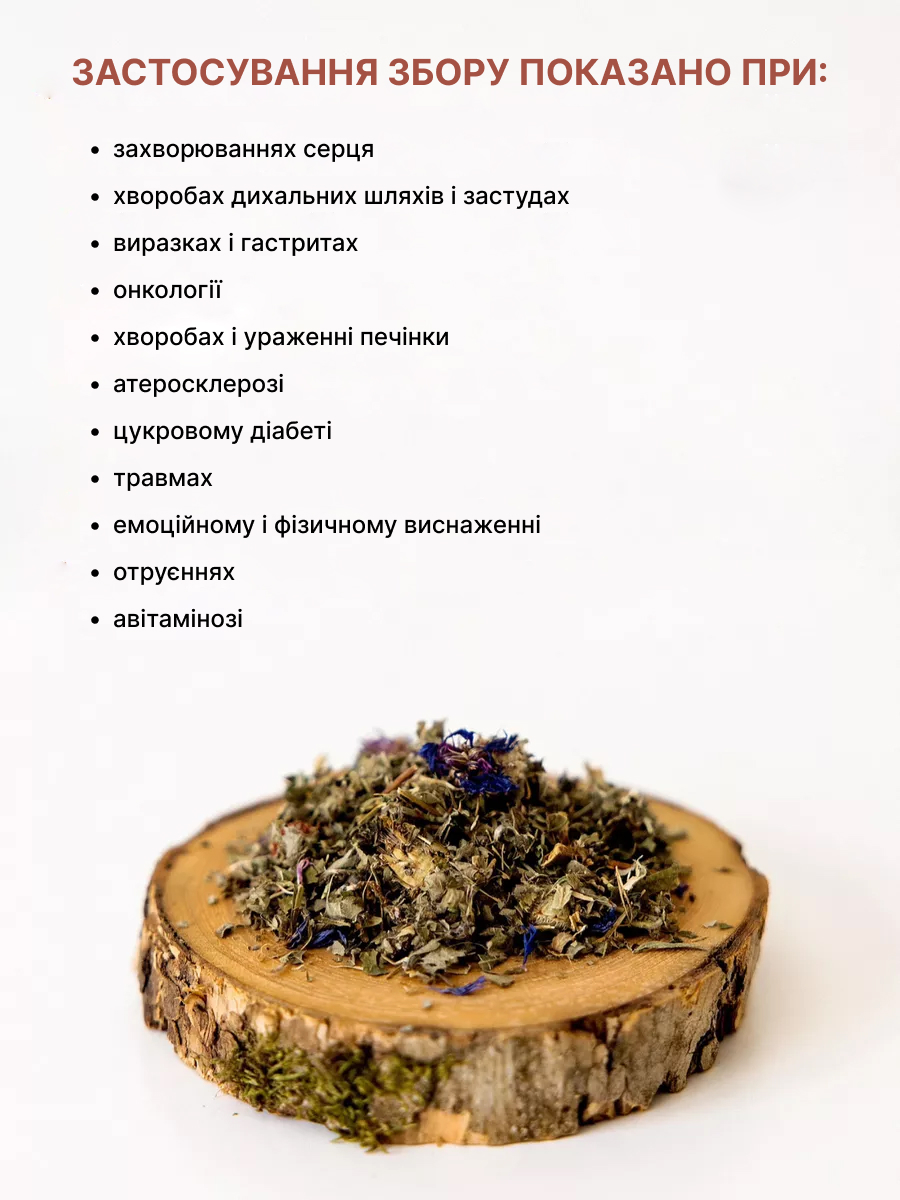 ЗАСТОСУВАННЯ ЗБОРУ ПОКАЗАНО ПРИ:
• захворюваннях серця
• хворобах дихальних шляхів і застудах
• виразках і гастритах
• онкології
• хворобах і ураженні печінки
• атеросклерозі
• цукровому діабеті
• травмах
• емоційному і фізичному виснаженні
• отруєннях
• авітамінозі